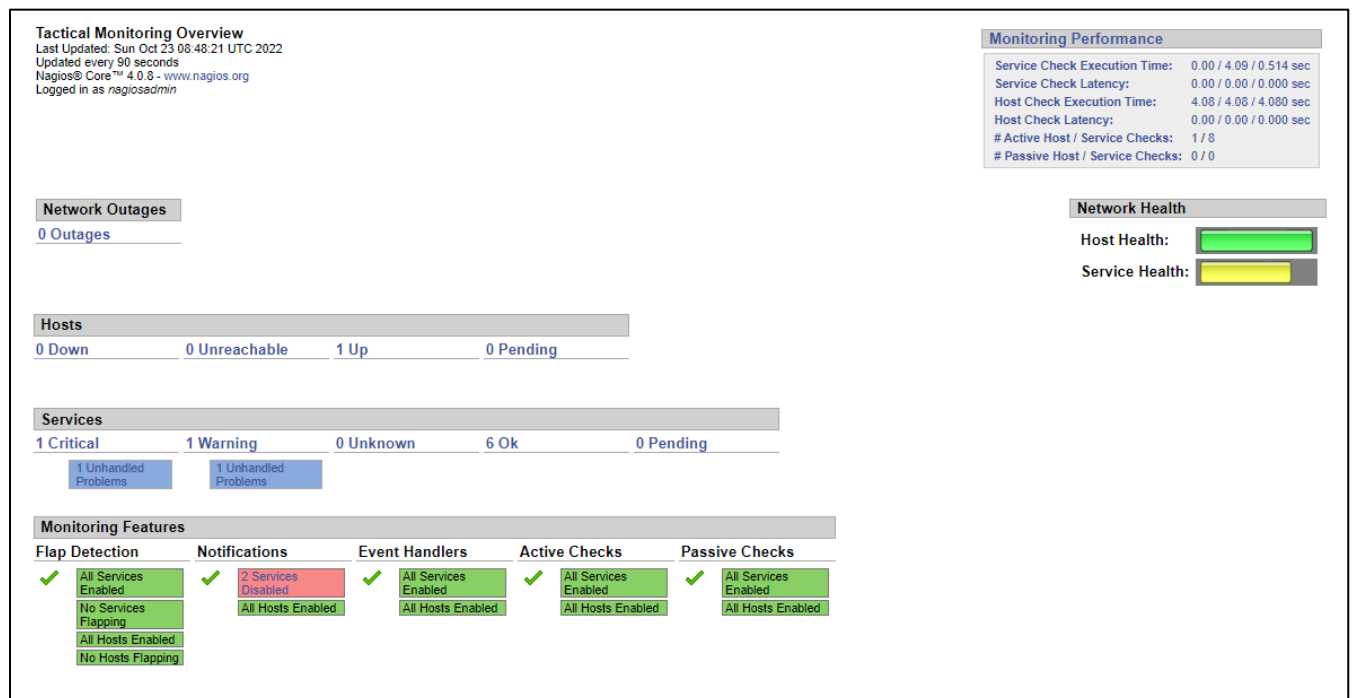 Tactical Monitoring Overview
Last Updated: Sun Oct 23 08:48:21 UTC 2022
Updated every 90 seconds
Nagios® Core™ 4.0.8 - www.nagios.org
Logged in as nagiosadmin
Monitoring Performance
Service Check Execution Time: 0.00 / 4.09 / 0.514 sec
Service Check Latency: 0.00 / 0.00 / 0.000 sec
Host Check Execution Time: 4.08 / 4.08 / 4.080 sec
Host Check Latency: 0.00 / 0.00 / 0.000 sec
# Active Host / Service Checks: 1 / 8
# Passive Host / Service Checks: 0 / 0
Network Outages
0 Outages
Network Health
Host Health:
Service Health:
Hosts
0 Down 0 Unreachable 1 Up 0 Pending
Services
1 Critical 1 Warning 0 Unknown 6 Ok 0 Pending
1 Unhandled
Problems
1 Unhandled
Problems
Monitoring Features
Flap Detection Notifications Event Handlers Active Checks Passive Checks
All Services
Enabled
No Services
Flapping
All Hosts Enabled
No Hosts Flapping
2 Services
Disabled
All Hosts Enabled
All Services
Enabled
All Hosts Enabled
All Services
Enabled
All Hosts Enabled
All Services
Enabled
All Hosts Enabled